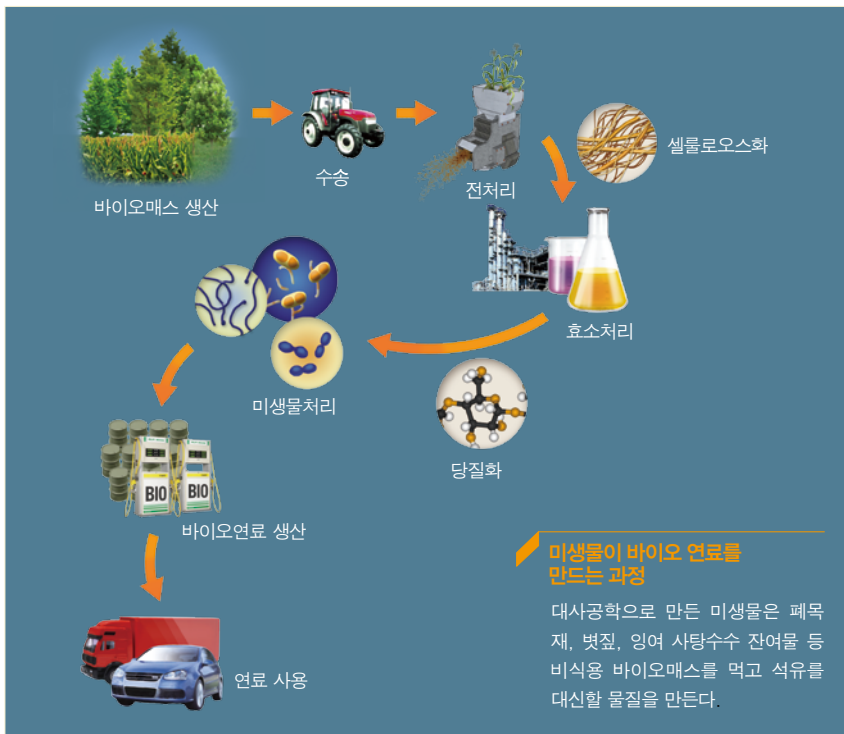 바이오매스 생산
수송
전처리
셀룰로오스화
효소처리
당질화
미생물처리
BIO
BIO
바이오연료 생산
연료 사용
미생물이 바이오 연료를
만드는 과정
대사공학으로 만든 미생물은 폐목
재, 볏짚, 잉여 사탕수수 잔여물 등
비식용 바이오매스를 먹고 석유를
대신할 물질을 만든다.